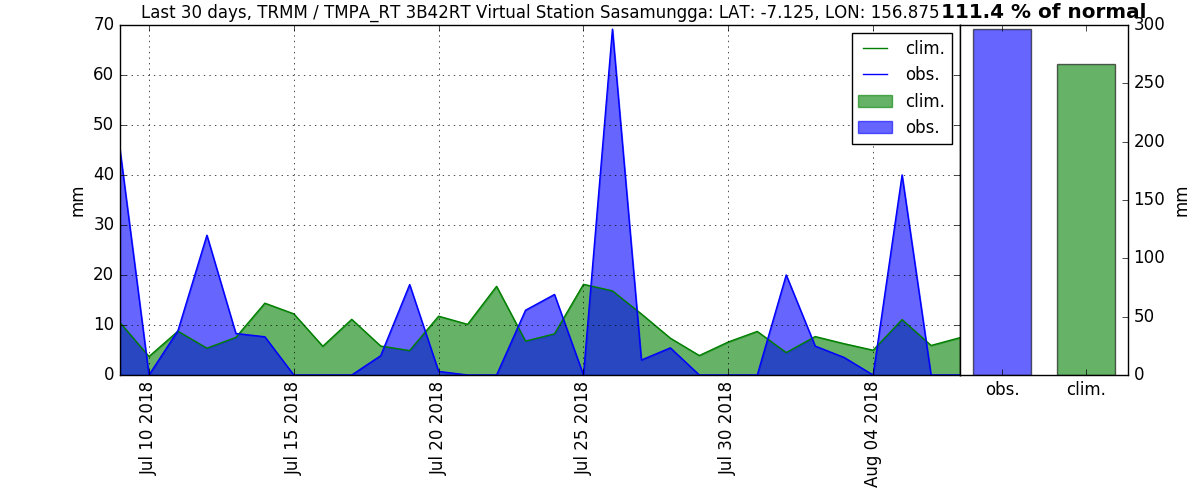 Last 30 days, TRMM / TMPA_RT 3B42RT Virtual Station Sasamungga: LAT: -7.125, LON: 156.875
111.4 % of normal
70
60
50
40
30
20
10
0
mm
clim.
obs.
clim.
obs.
Jul 10 2018
Jul 15 2018
Jul 20 2018
Jul 25 2018
Jul 30 2018
Aug 04 2018
300
250
200
150
100
50
0
mm
obs.
clim.